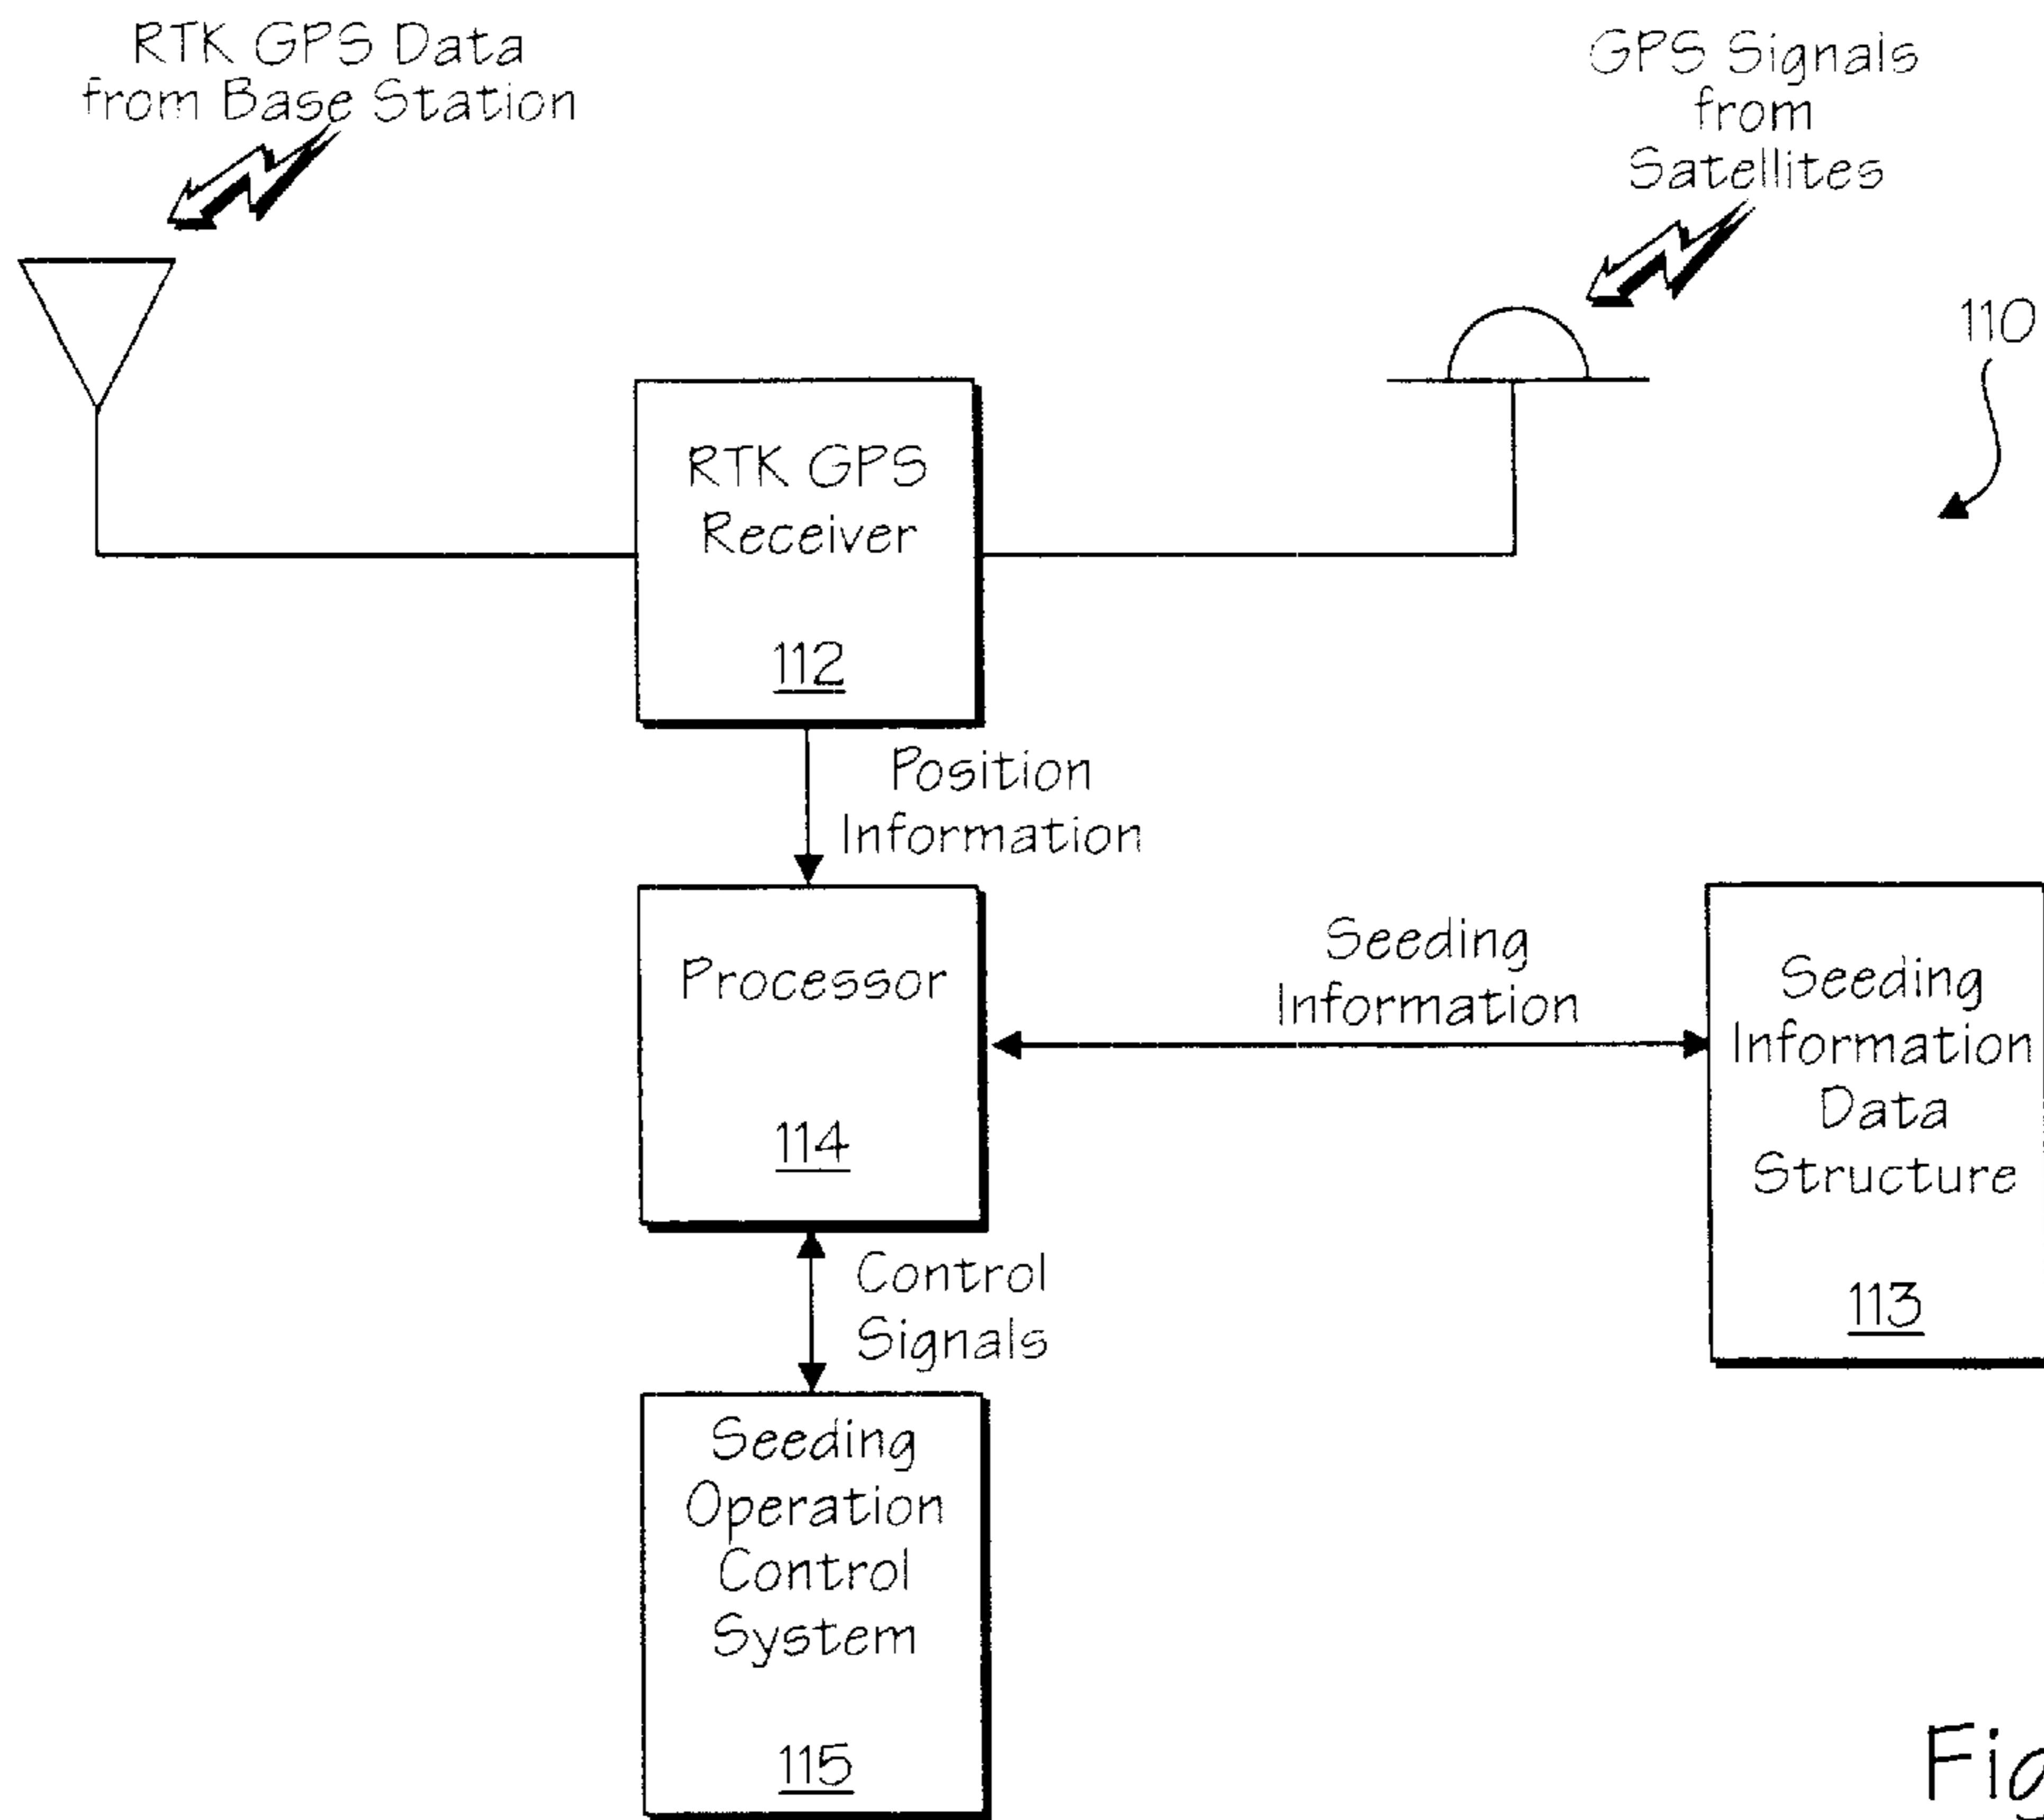 RTK GPS Data
from Base Station
GPS Signals
from
Satellites
110
RTK GPS
Receiver
112
Position
Information
Processor
114
Seeding
Information
Seeding
Information
Data
Structure
113
Control
Signals
Seeding
Operation
Control
System
115
Fig